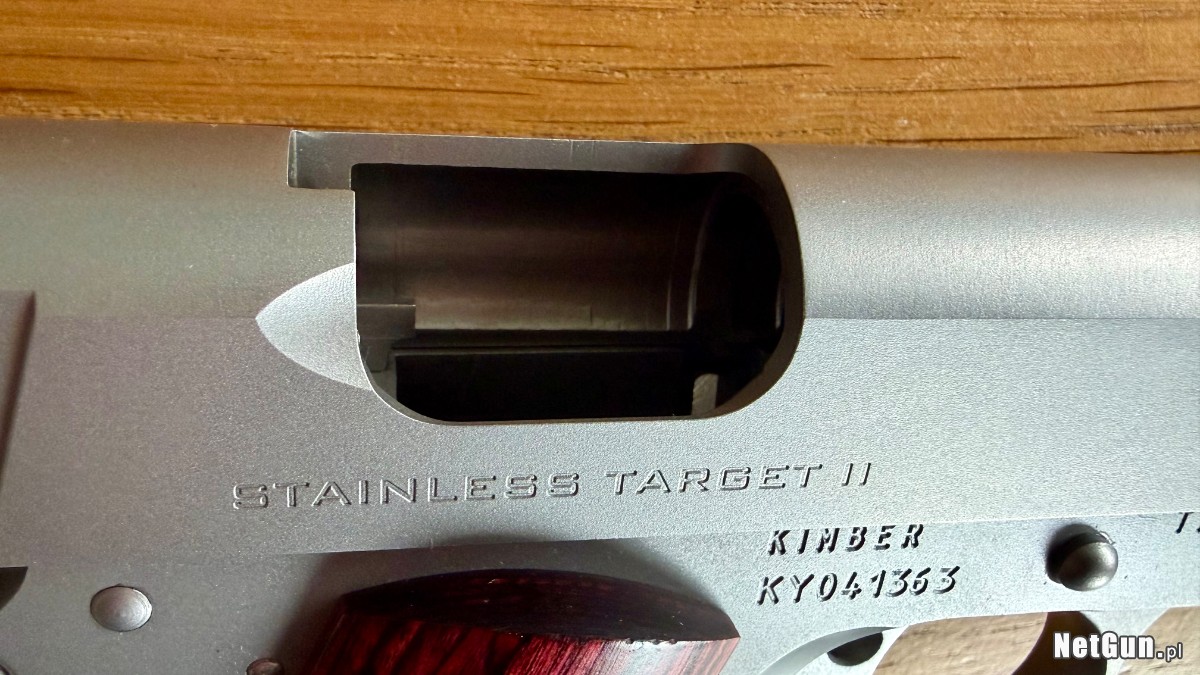 STAINLESS TARGET II
KIMBER
KY041363
NetGun.pl